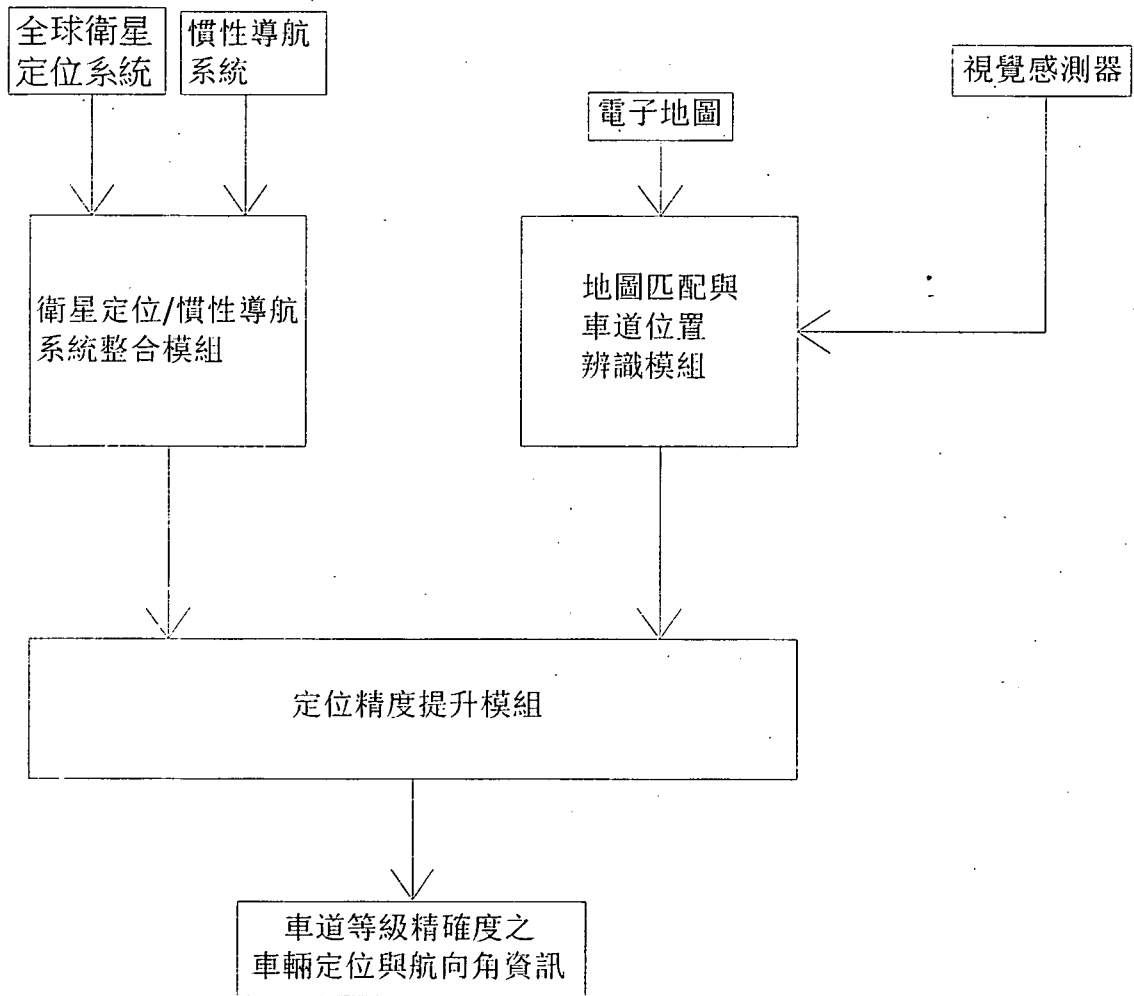 全球衛星
定位系統
慣性導航
系統
電子地圖
視覺感測器
衛星定位/慣性導航
系統整合模組
地圖匹配與
車道位置
辨識模組
定位精度提升模組
車道等級精確度之
車輛定位與航向角資訊